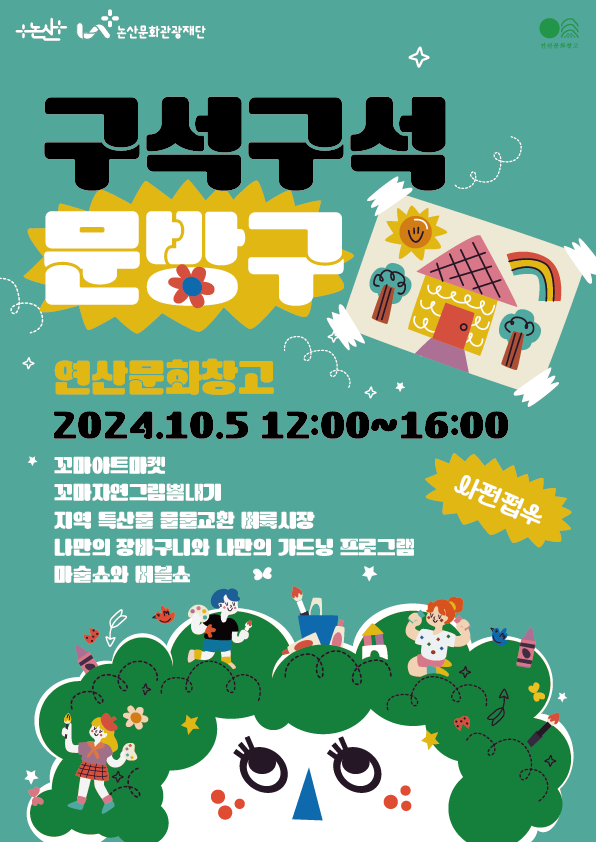 논산
논산문화관광재단
구석구석
문방구
연산문화창고
2024.10.5 12:00~16:00
꼬마아트마켓
꼬마자연그림뽐내기
지역 특산물 물물교환 벼룩시장
나만의 장바구니와 나만의 가드닝 프로그램
마술쇼와 버블쇼
와펀펍우